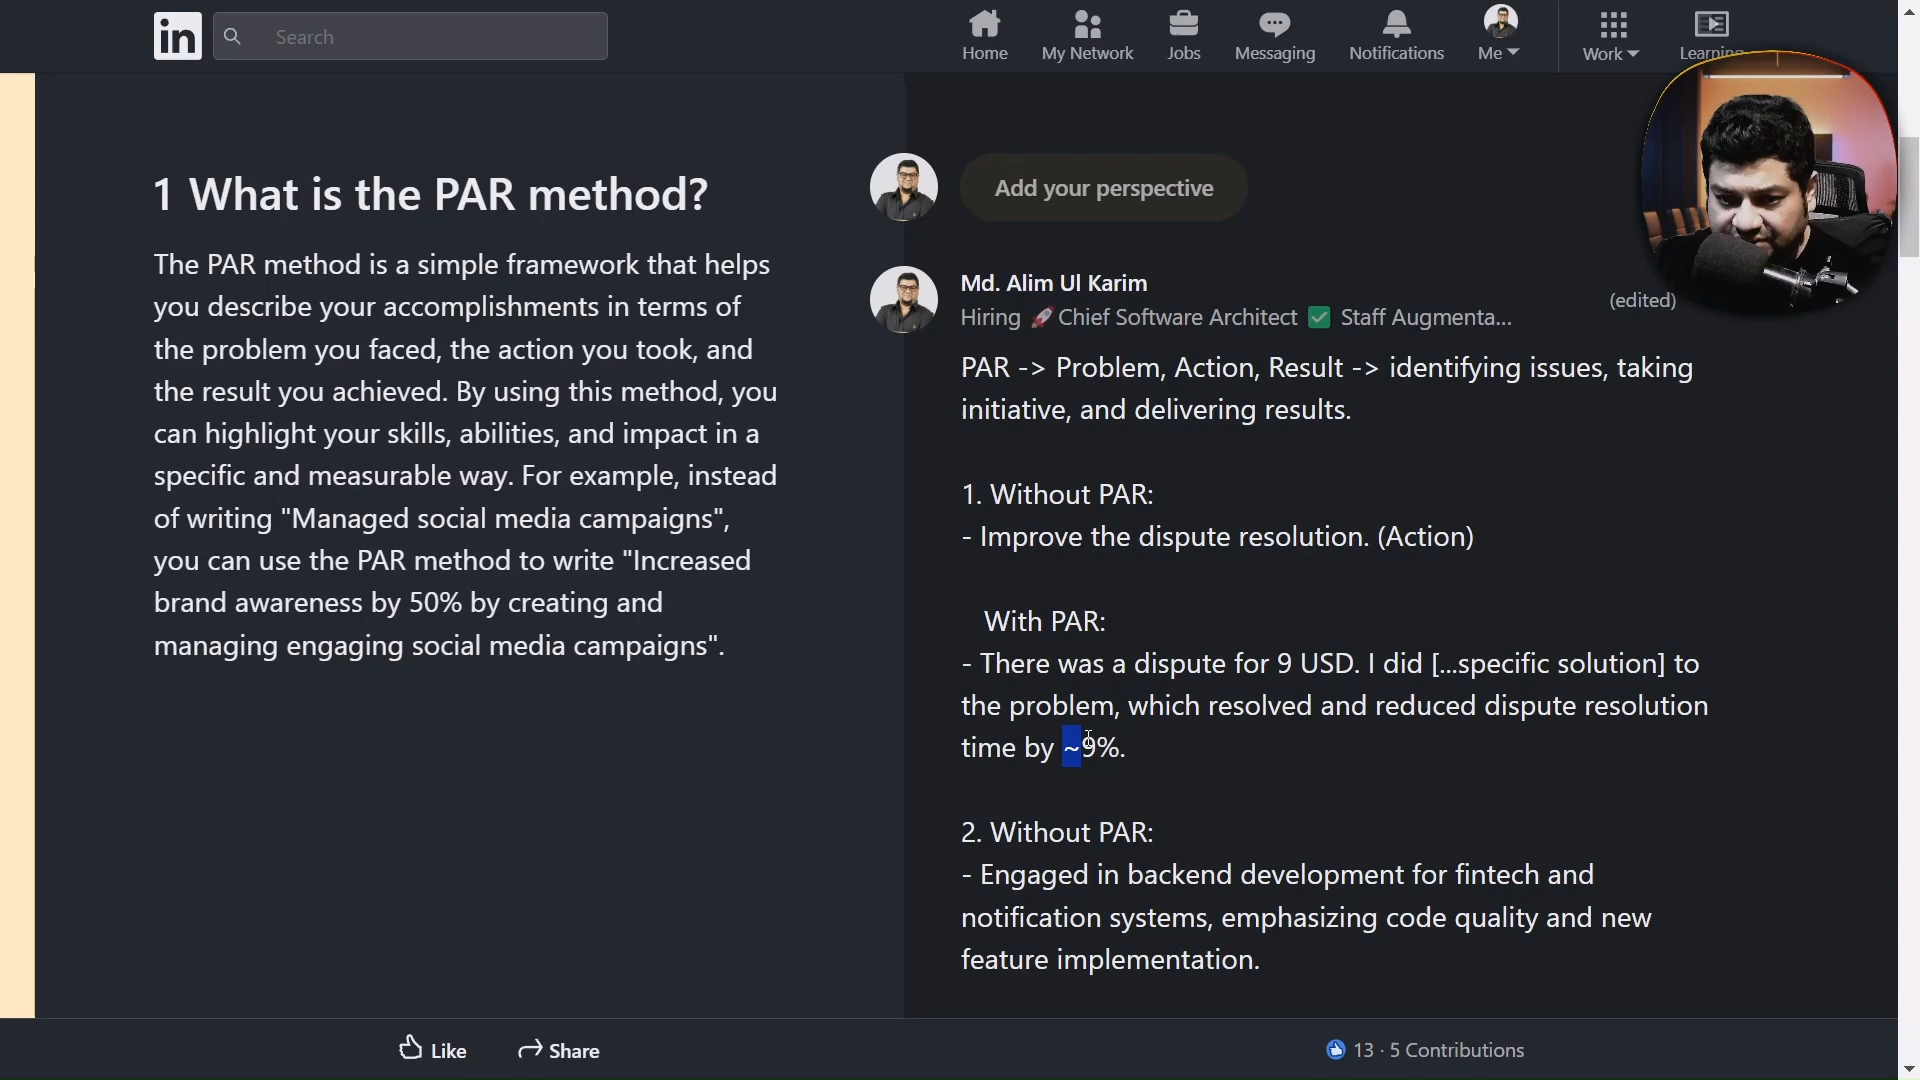 in
Search
Home
My Network
Jobs
Messaging
Notifications
Me
Work
Learning
1 What is the PAR method?
The PAR method is a simple framework that helps
you describe your accomplishments in terms of
the problem you faced, the action you took, and
the result you achieved. By using this method, you
can highlight your skills, abilities, and impact in a
specific and measurable way. For example, instead
of writing "Managed social media campaigns",
you can use the PAR method to write "Increased
brand awareness by 50% by creating and
managing engaging social media campaigns".
Add your perspective
Md. Alim Ul Karim
Hiring 🚀 Chief Software Architect ✅ Staff Augmenta...
(edited)
PAR -> Problem, Action, Result -> identifying issues, taking
initiative, and delivering results.
1. Without PAR:
- Improve the dispute resolution. (Action)
With PAR:
- There was a dispute for 9 USD. I did [...specific solution] to
the problem, which resolved and reduced dispute resolution
time by ~9%.
2. Without PAR:
- Engaged in backend development for fintech and
notification systems, emphasizing code quality and new
feature implementation.
Like
Share
13 · 5 Contributions